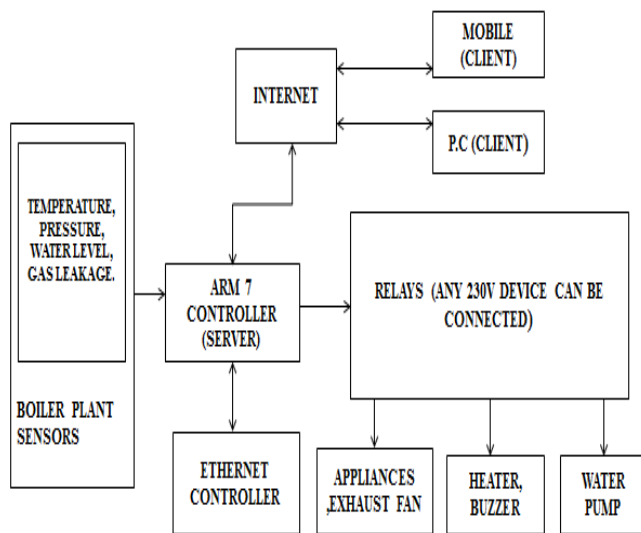 MOBILE
(CLIENT)
INTERNET
P.C (CLIENT)
TEMPERATURE,
PRESSURE,
WATER LEVEL,
GAS LEAKAGE.
BOILER PLANT
SENSORS
ARM 7
CONTROLLER
(SERVER)
RELAYS (ANY 230V DEVICE CAN BE
CONNECTED)
ETHERNET
CONTROLLER
APPLIANCES
,EXHAUST FAN
HEATER,
BUZZER
WATER
PUMP